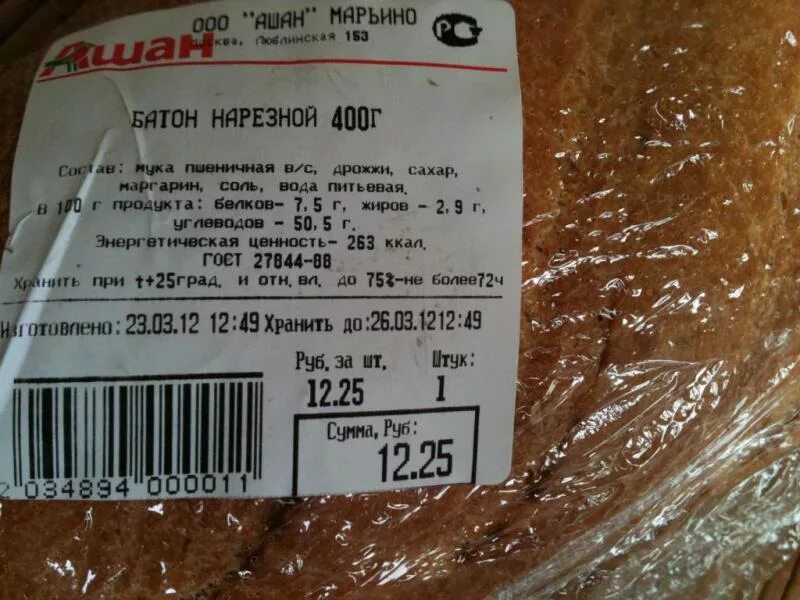 ООО "АШАН" МАРЬИНО
Москва, Люблинская 153
Ашан
РС
БАТОН НАРЕЗНОЙ 400Г
Состав: мука пшеничная в/с, дрожжи, сахар,
маргарин, соль, вода питьевая.
В 100 г продукта: белков- 7,5 г, жиров - 2,9 г,
углеводов - 50,5 г.
Энергетическая ценность- 263 ккал.
ГОСТ 27844-88
Хранить при t+25град. и отн. вл. до 75%-не более72ч
Изготовлено: 23.03.12 12:49 Хранить до:26.03.1212:49
Руб. за шт. Штук:
12.25 1
Сумма, Руб:
12.25
2 034894 000011